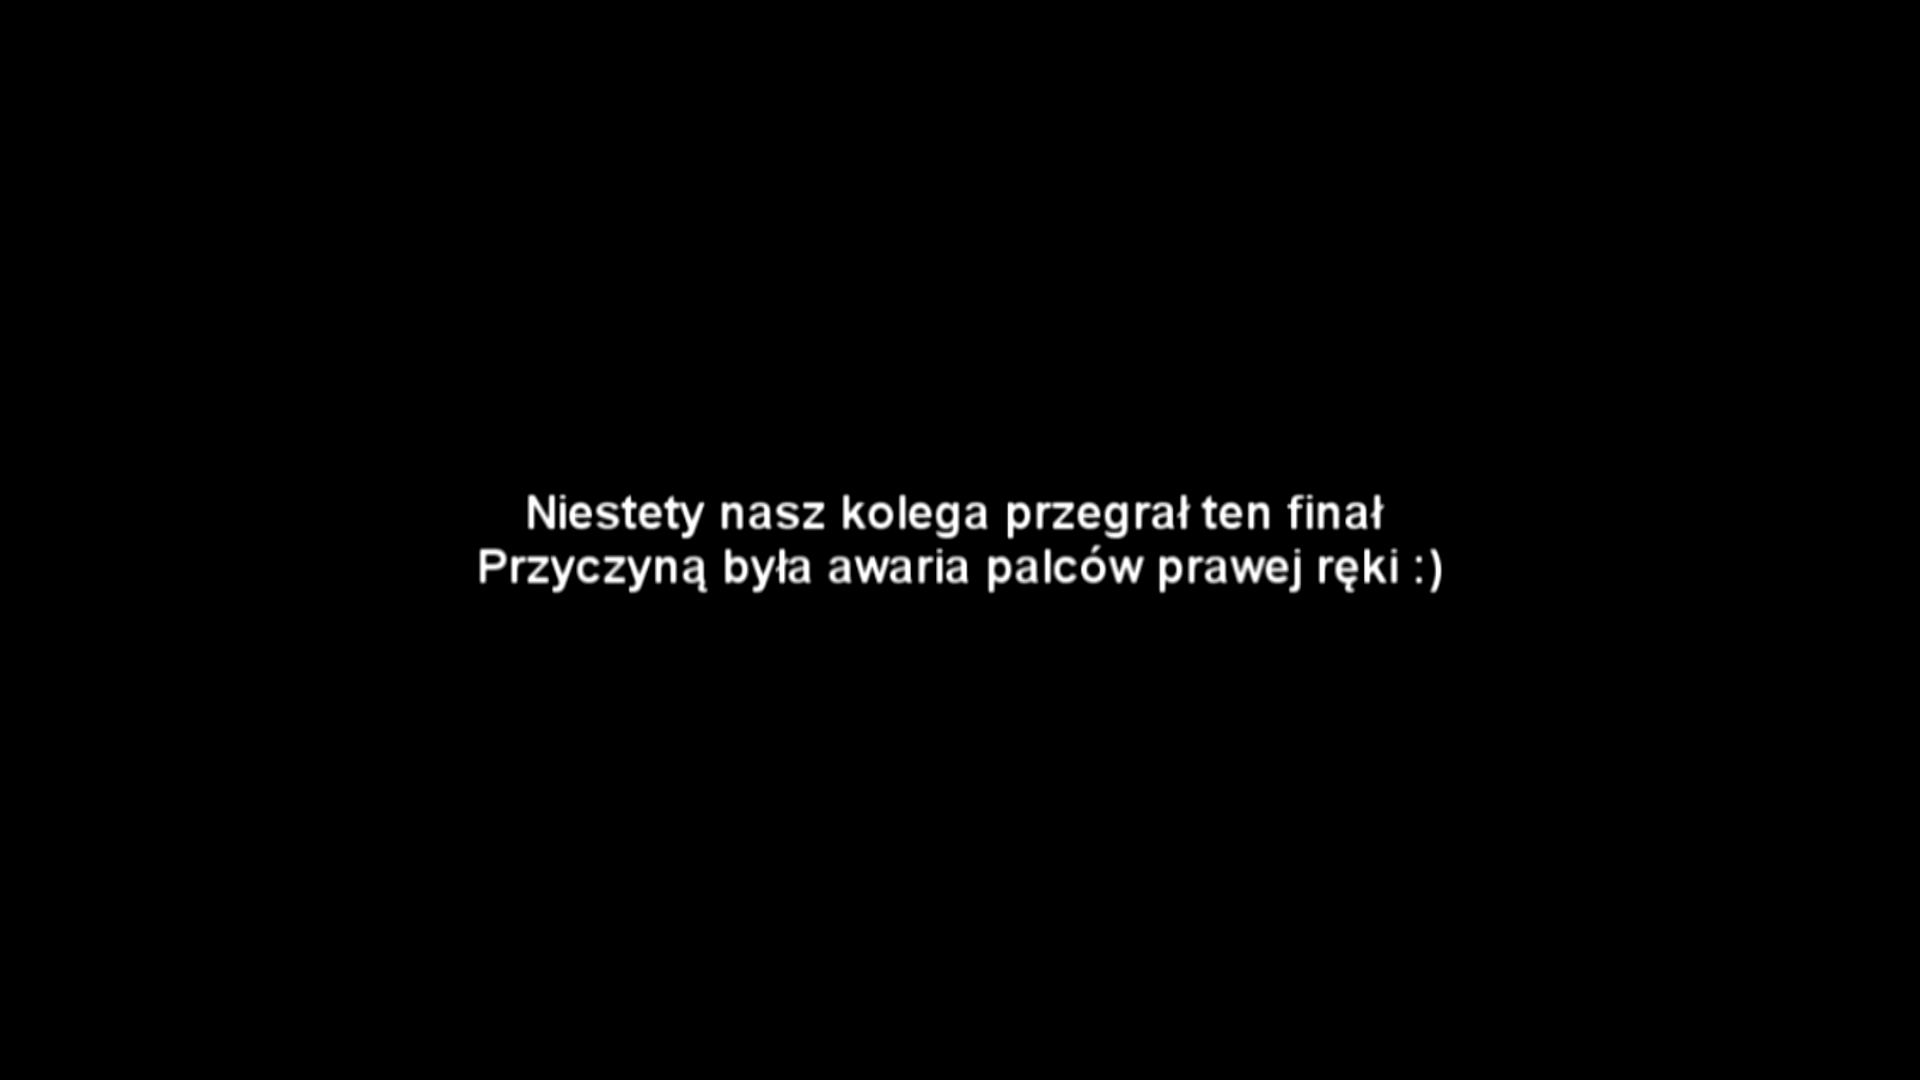 Niestety nasz kolega przegrał ten finał
Przyczyną była awaria palców prawej ręki :)